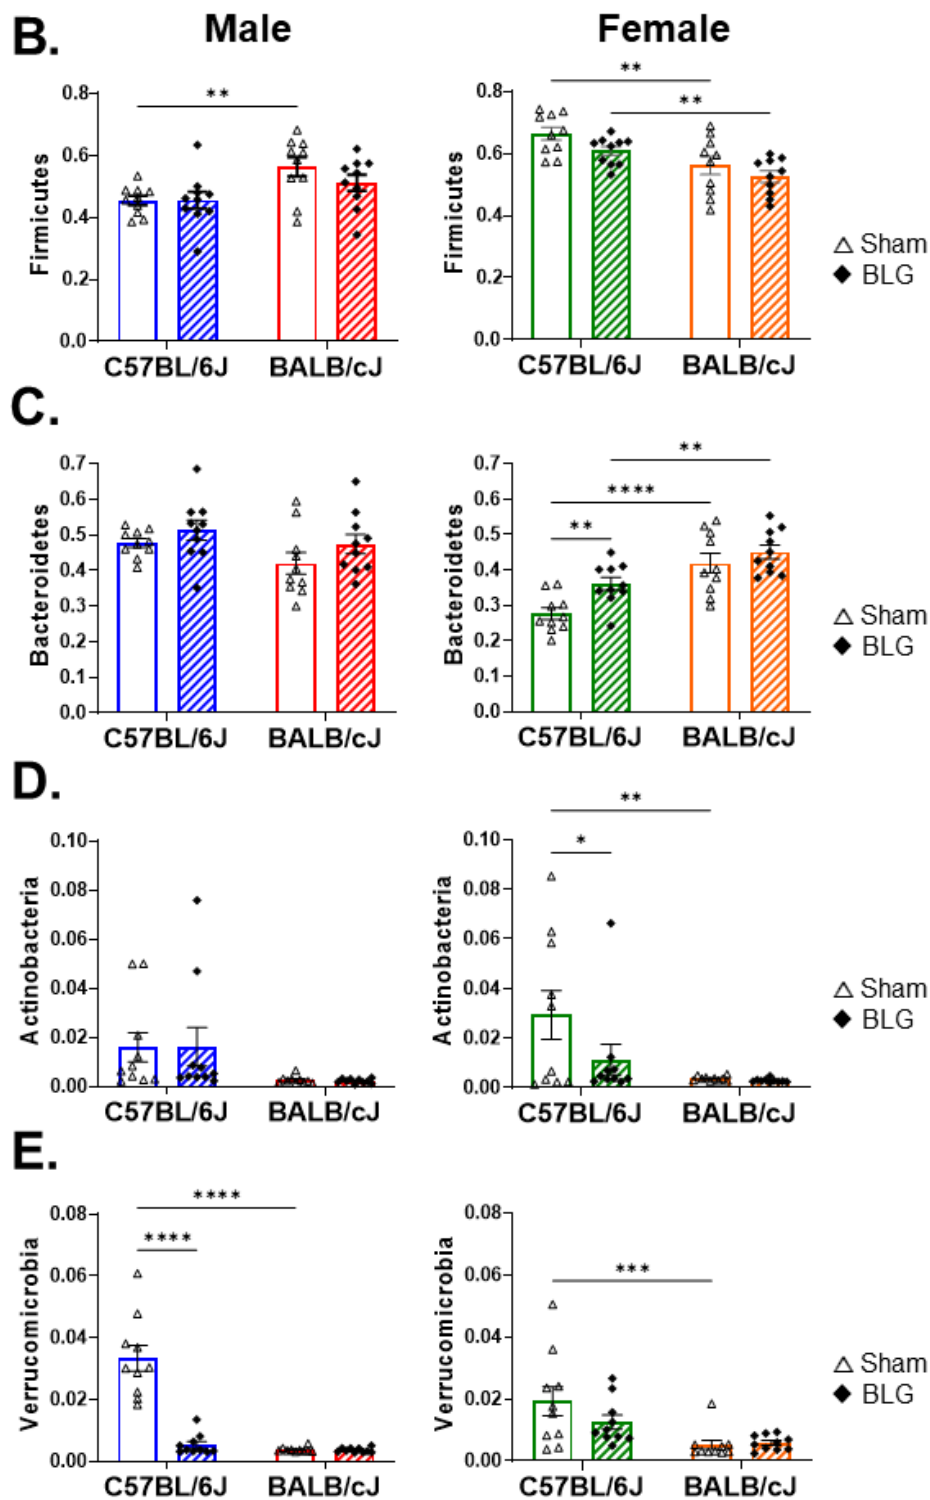 B. Male Female
** ** **
0.8 0.8
0.6 0.6
0.4 0.4
0.2 0.2
0.0 0.0
Firmicutes Firmicutes
C57BL/6J BALB/cJ C57BL/6J BALB/cJ
△ Sham
◆ BLG
C.
** **** **
0.7 0.7
0.6 0.6
0.5 0.5
0.4 0.4
0.3 0.3
0.2 0.2
0.1 0.1
0.0 0.0
Bacteroidetes Bacteroidetes
C57BL/6J BALB/cJ C57BL/6J BALB/cJ
△ Sham
◆ BLG
D.
** *
0.10 0.10
0.08 0.08
0.06 0.06
0.04 0.04
0.02 0.02
0.00 0.00
Actinobacteria Actinobacteria
C57BL/6J BALB/cJ C57BL/6J BALB/cJ
△ Sham
◆ BLG
E.
**** **** ***
0.08 0.08
0.06 0.06
0.04 0.04
0.02 0.02
0.00 0.00
Verrucomicrobia Verrucomicrobia
C57BL/6J BALB/cJ C57BL/6J BALB/cJ
△ Sham
◆ BLG